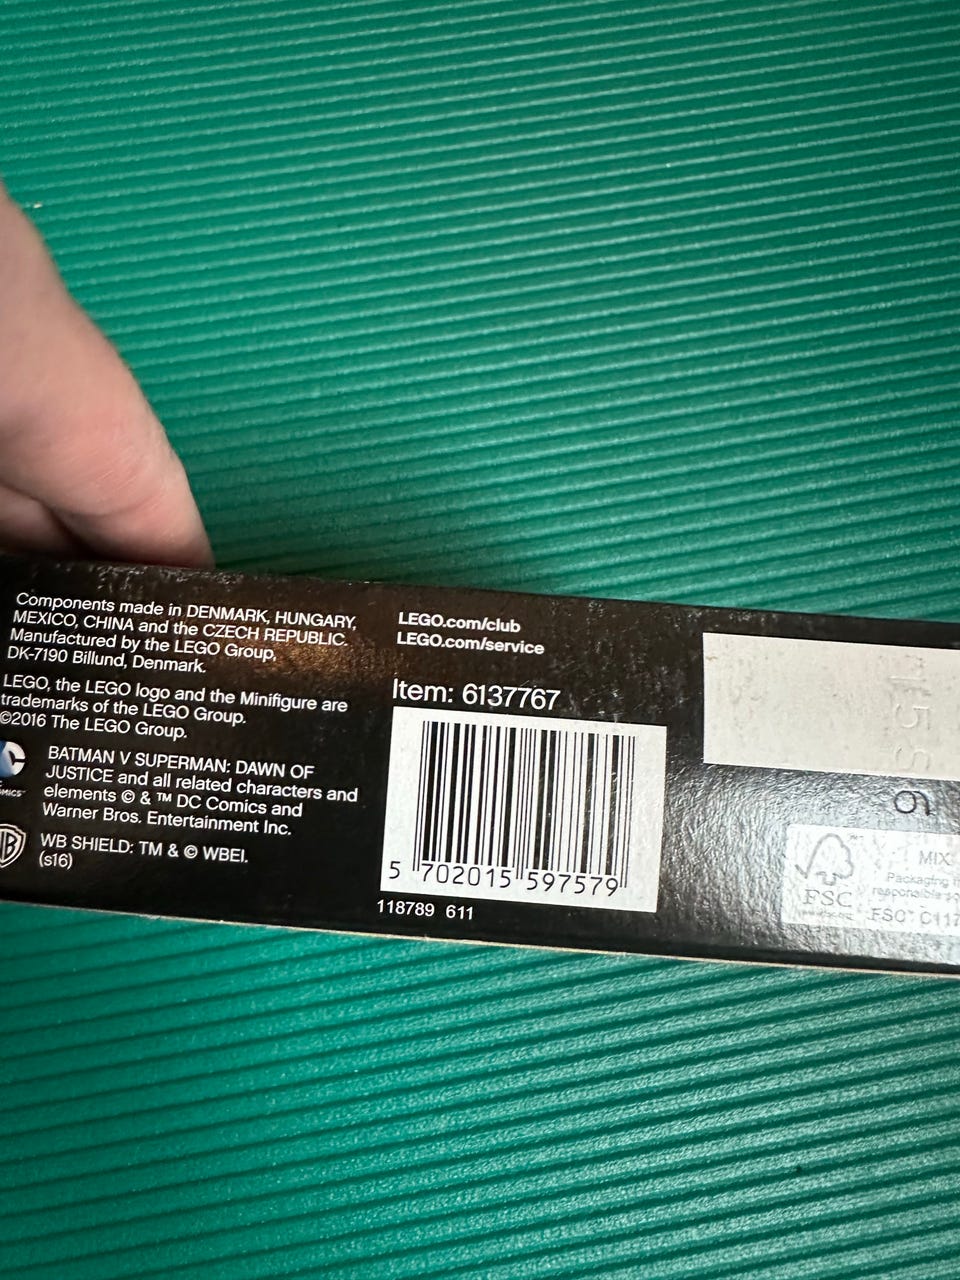 Components made in DENMARK, HUNGARY,
MEXICO, CHINA and the CZECH REPUBLIC.
Manufactured by the LEGO Group,
DK-7190 Billund, Denmark.
LEGO, the LEGO logo and the Minifigure are
trademarks of the LEGO Group.
©2016 The LEGO Group.
BATMAN V SUPERMAN: DAWN OF
JUSTICE and all related characters and
elements © & ™ DC Comics and
Warner Bros. Entertainment Inc.
WB SHIELD: TM & © WBEI.
(s16)
LEGO.com/club
LEGO.com/service
Item: 6137767
5 702015 597579
118789 611
FSC
MIX
Packaging
FSC™ C117